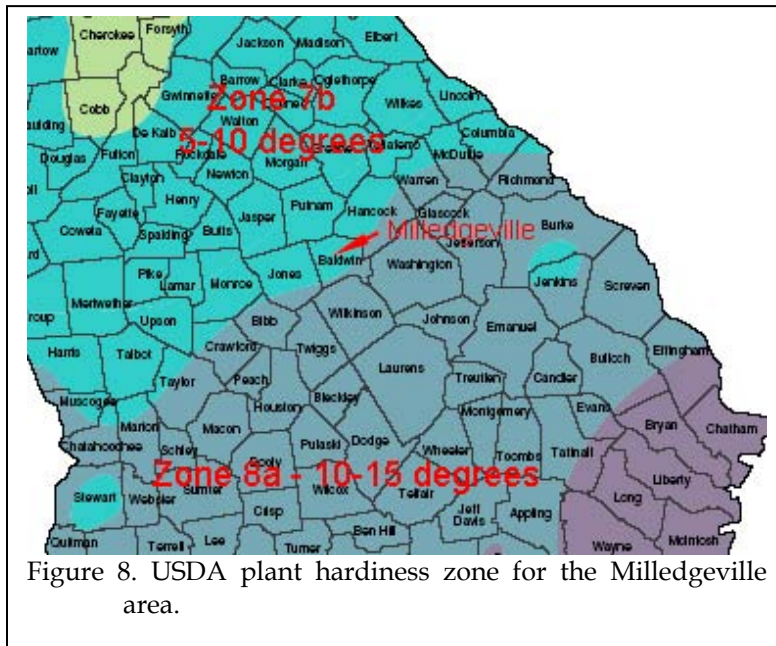 Cherokee Forsyth
Jackson Madison Elbert
artow
Barrow Clarke Oglethorpe
Cobb Gwinnette Zone 7b Wilkes Lincoln
aulding De Kalb Walton 5-10 degrees Columbia
Douglas Fulton Rockdale Morgan McDuffie
Clayton Newton Warren Richmond
Henry
Fayette Jasper Putnam Hancock Glascock Burke
Coweta Spalding Butts Milledgeville
Jefferson
Pike Jones Baldwin Washington Jenkins Screven
Lamar Monroe
Meriwether Wilkinson
roup Upson Bibb Johnson Emanuel
Harris Talbot Crawford Twiggs Bulloch Effingham
Taylor Peach Laurens Treutlen Candler
Muscogee Houston Bleckley Montgomery Evans
Marion Macon Bryan Chatham
Chatahoochee Schley Pulaski Dodge Wheeler Toombs Tattnall
Zone 8a - 10-15 degrees Liberty
Stewart Webster Sumter Wilcox Telfair Long
Crisp Jeff
Davis Appling
Quitman Terrell Lee Turner Ben Hill Wayne McIntosh
Figure 8. USDA plant hardiness zone for the Milledgeville
area.